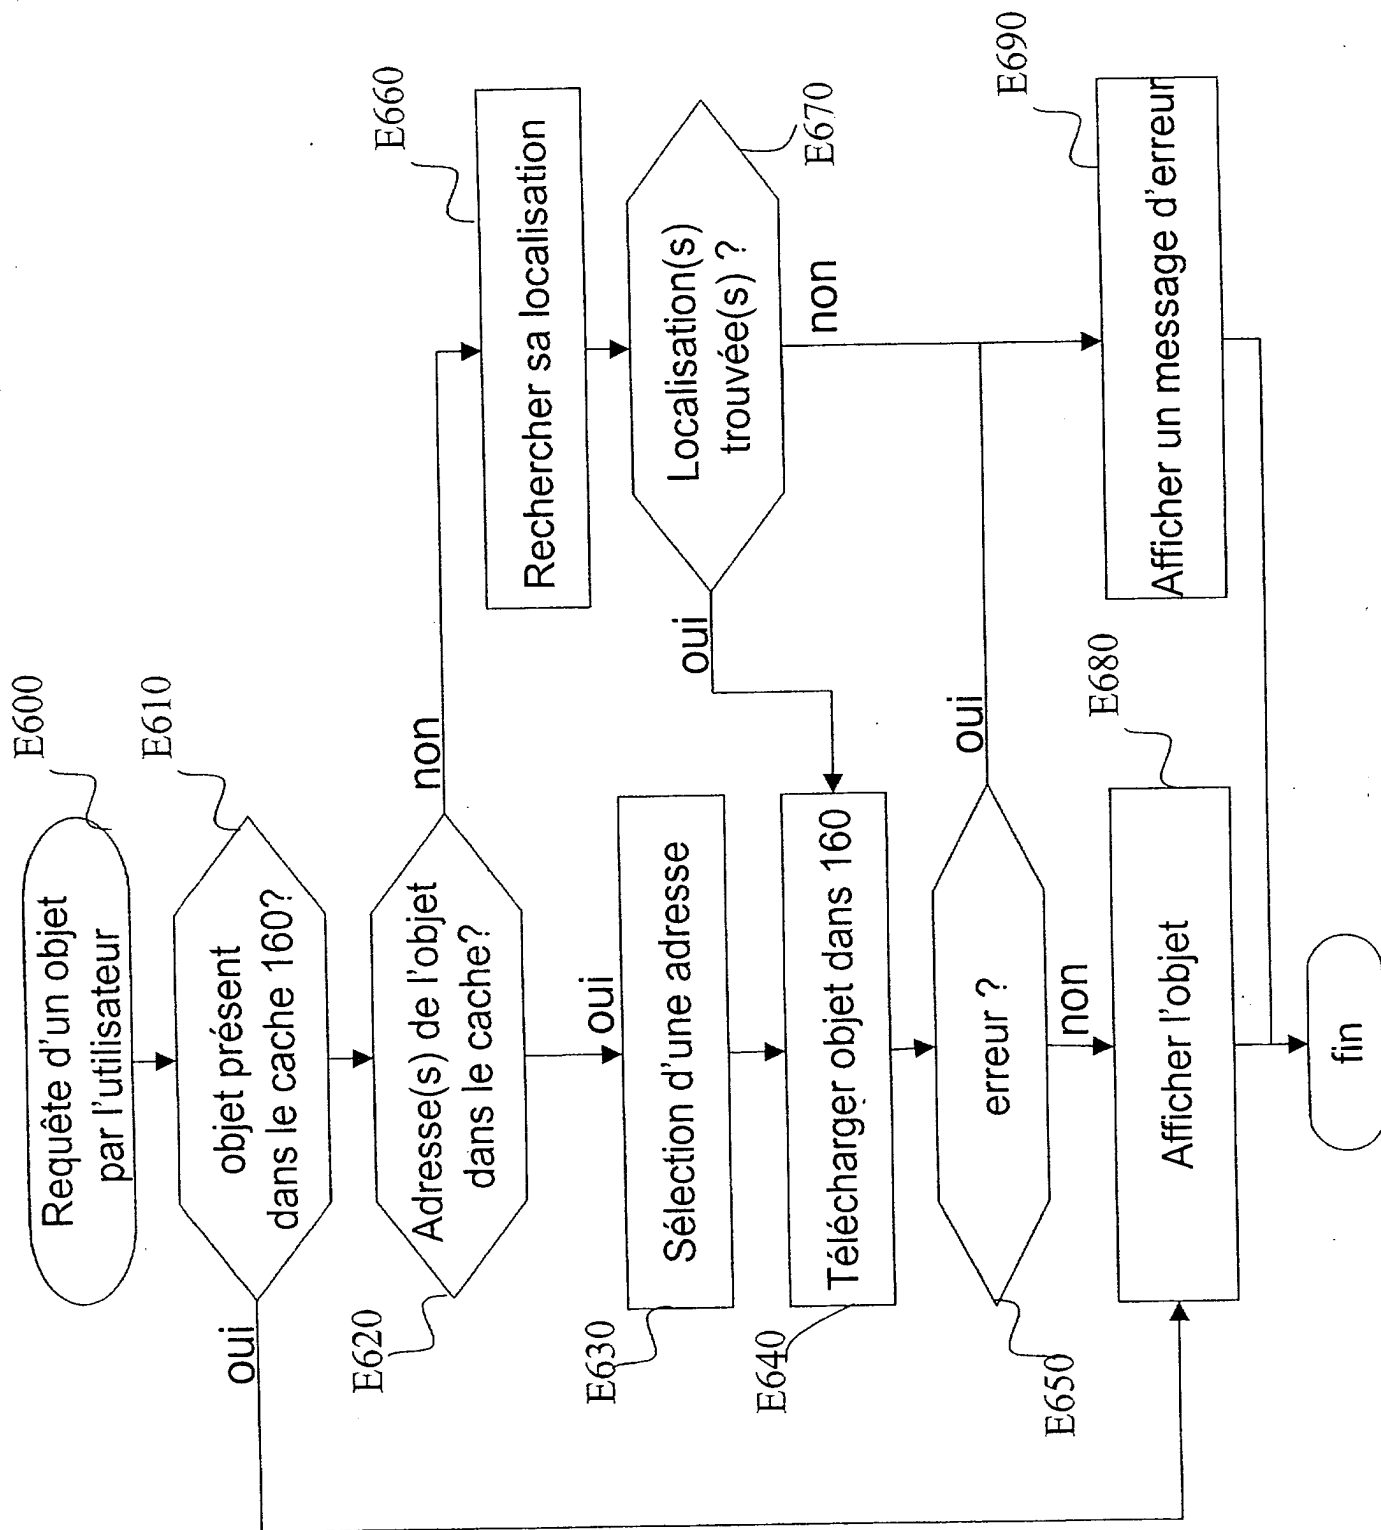 E600
Requête d'un objet
par l'utilisateur
E610
objet présent
dans le cache 160?
oui
E620
Adresse(s) de l'objet
dans le cache?
non
oui
E660
Rechercher sa localisation
E670
Localisation(s)
trouvée(s) ?
oui
non
E630
Sélection d'une adresse
E640
Télécharger objet dans 160
E650
erreur ?
oui
non
E680
Afficher l'objet
E690
Afficher un message d'erreur
fin